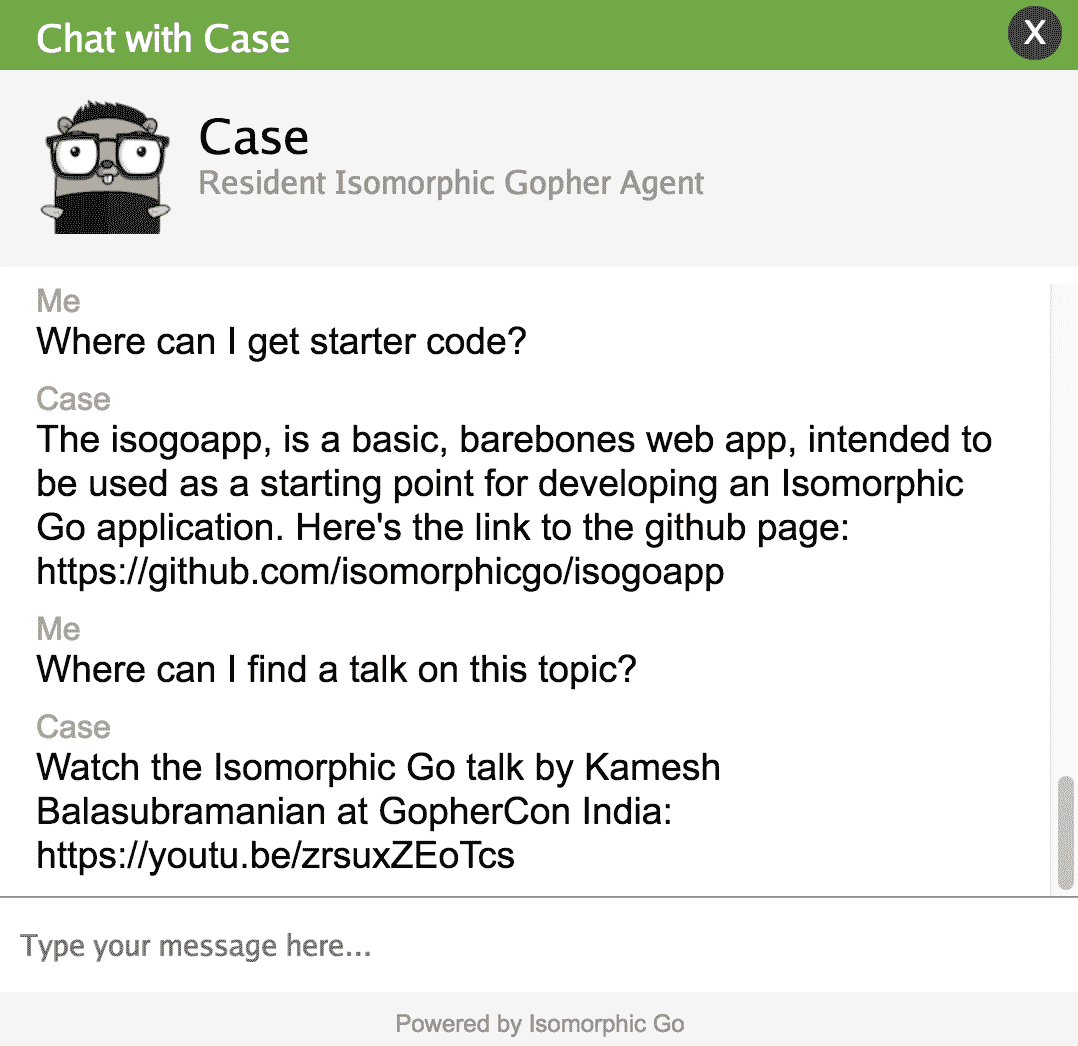 Chat with Case
X
Case
Resident Isomorphic Gopher Agent
Me
Where can I get starter code?
Case
The isogoapp, is a basic, barebones web app, intended to
be used as a starting point for developing an Isomorphic
Go application. Here's the link to the github page:
https://github.com/isomorphicgo/isogoapp
Me
Where can I find a talk on this topic?
Case
Watch the Isomorphic Go talk by Kamesh
Balasubramanian at GopherCon India:
https://youtu.be/zrsuxZEoTcs
Type your message here...
Powered by Isomorphic Go